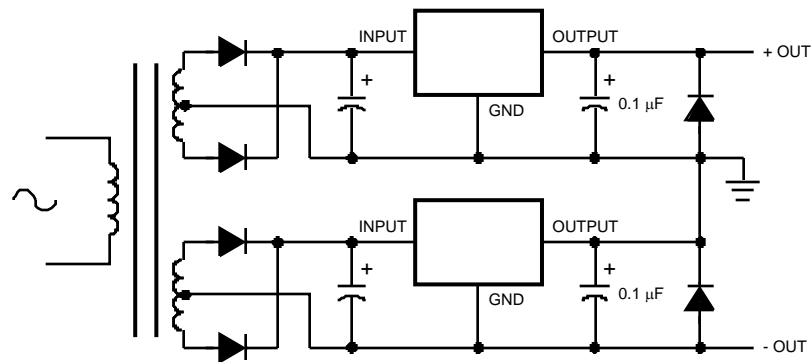 INPUT
OUTPUT
+ OUT
+
+
GND
0.1 μF
INPUT
OUTPUT
+
+
GND
0.1 μF
- OUT